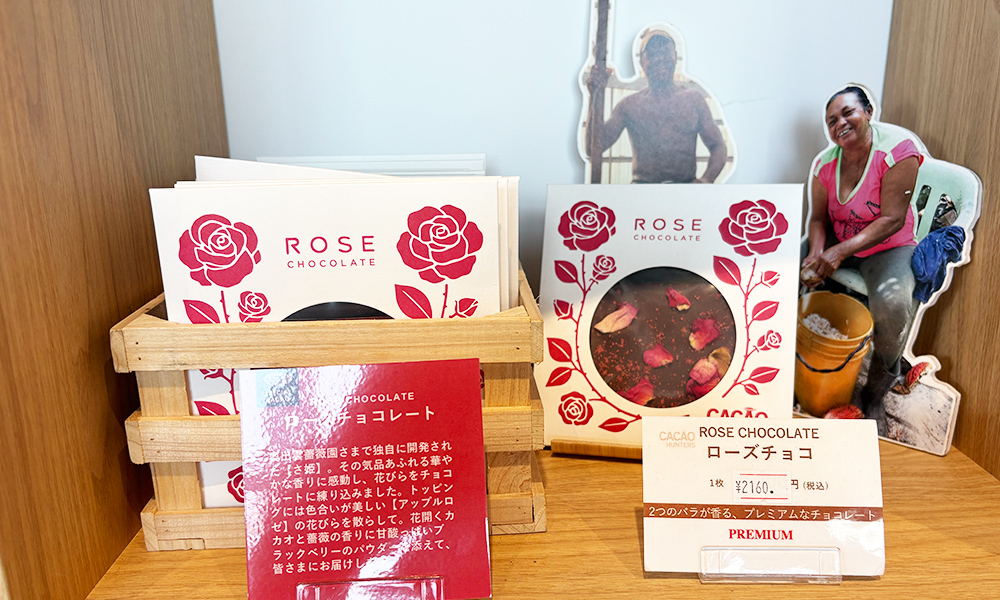 ROSE
CHOCOLATE
ROSE
CHOCOLATE
CACAO
CHOCOLATE
ローズチョコレート
出雲薔薇園さまで独自に開発され
た【さ姫】。その気品あふれる華や
かな香りに感動し、花びらをチョコ
レートに練り込みました。トッピン
グには色合いが美しい【アップルロ
ゼ】の花びらを散らして。花開くカ
カオと薔薇の香りに甘酸っぱいブ
ラックベリーのパウダー 添えて、
皆さまにお届けし
CACAO
HUNTERS
ROSE CHOCOLATE
ローズチョコ
1枚 ¥2160. 円 (税込)
2つのバラが香る、プレミアムなチョコレート
PREMIUM